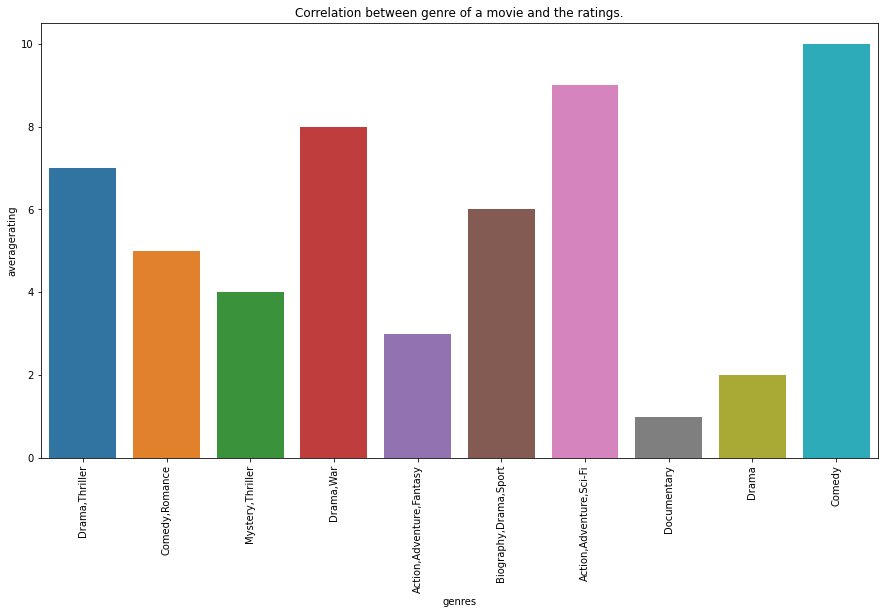 Correlation between genre of a movie and the ratings.
10
8
6
4
2
0
averagerating
Drama,Thriller
Comedy,Romance
Mystery,Thriller
Drama,War
Action,Adventure,Fantasy
Biography,Drama,Sport
Action,Adventure,Sci-Fi
Documentary
Drama
Comedy
genres